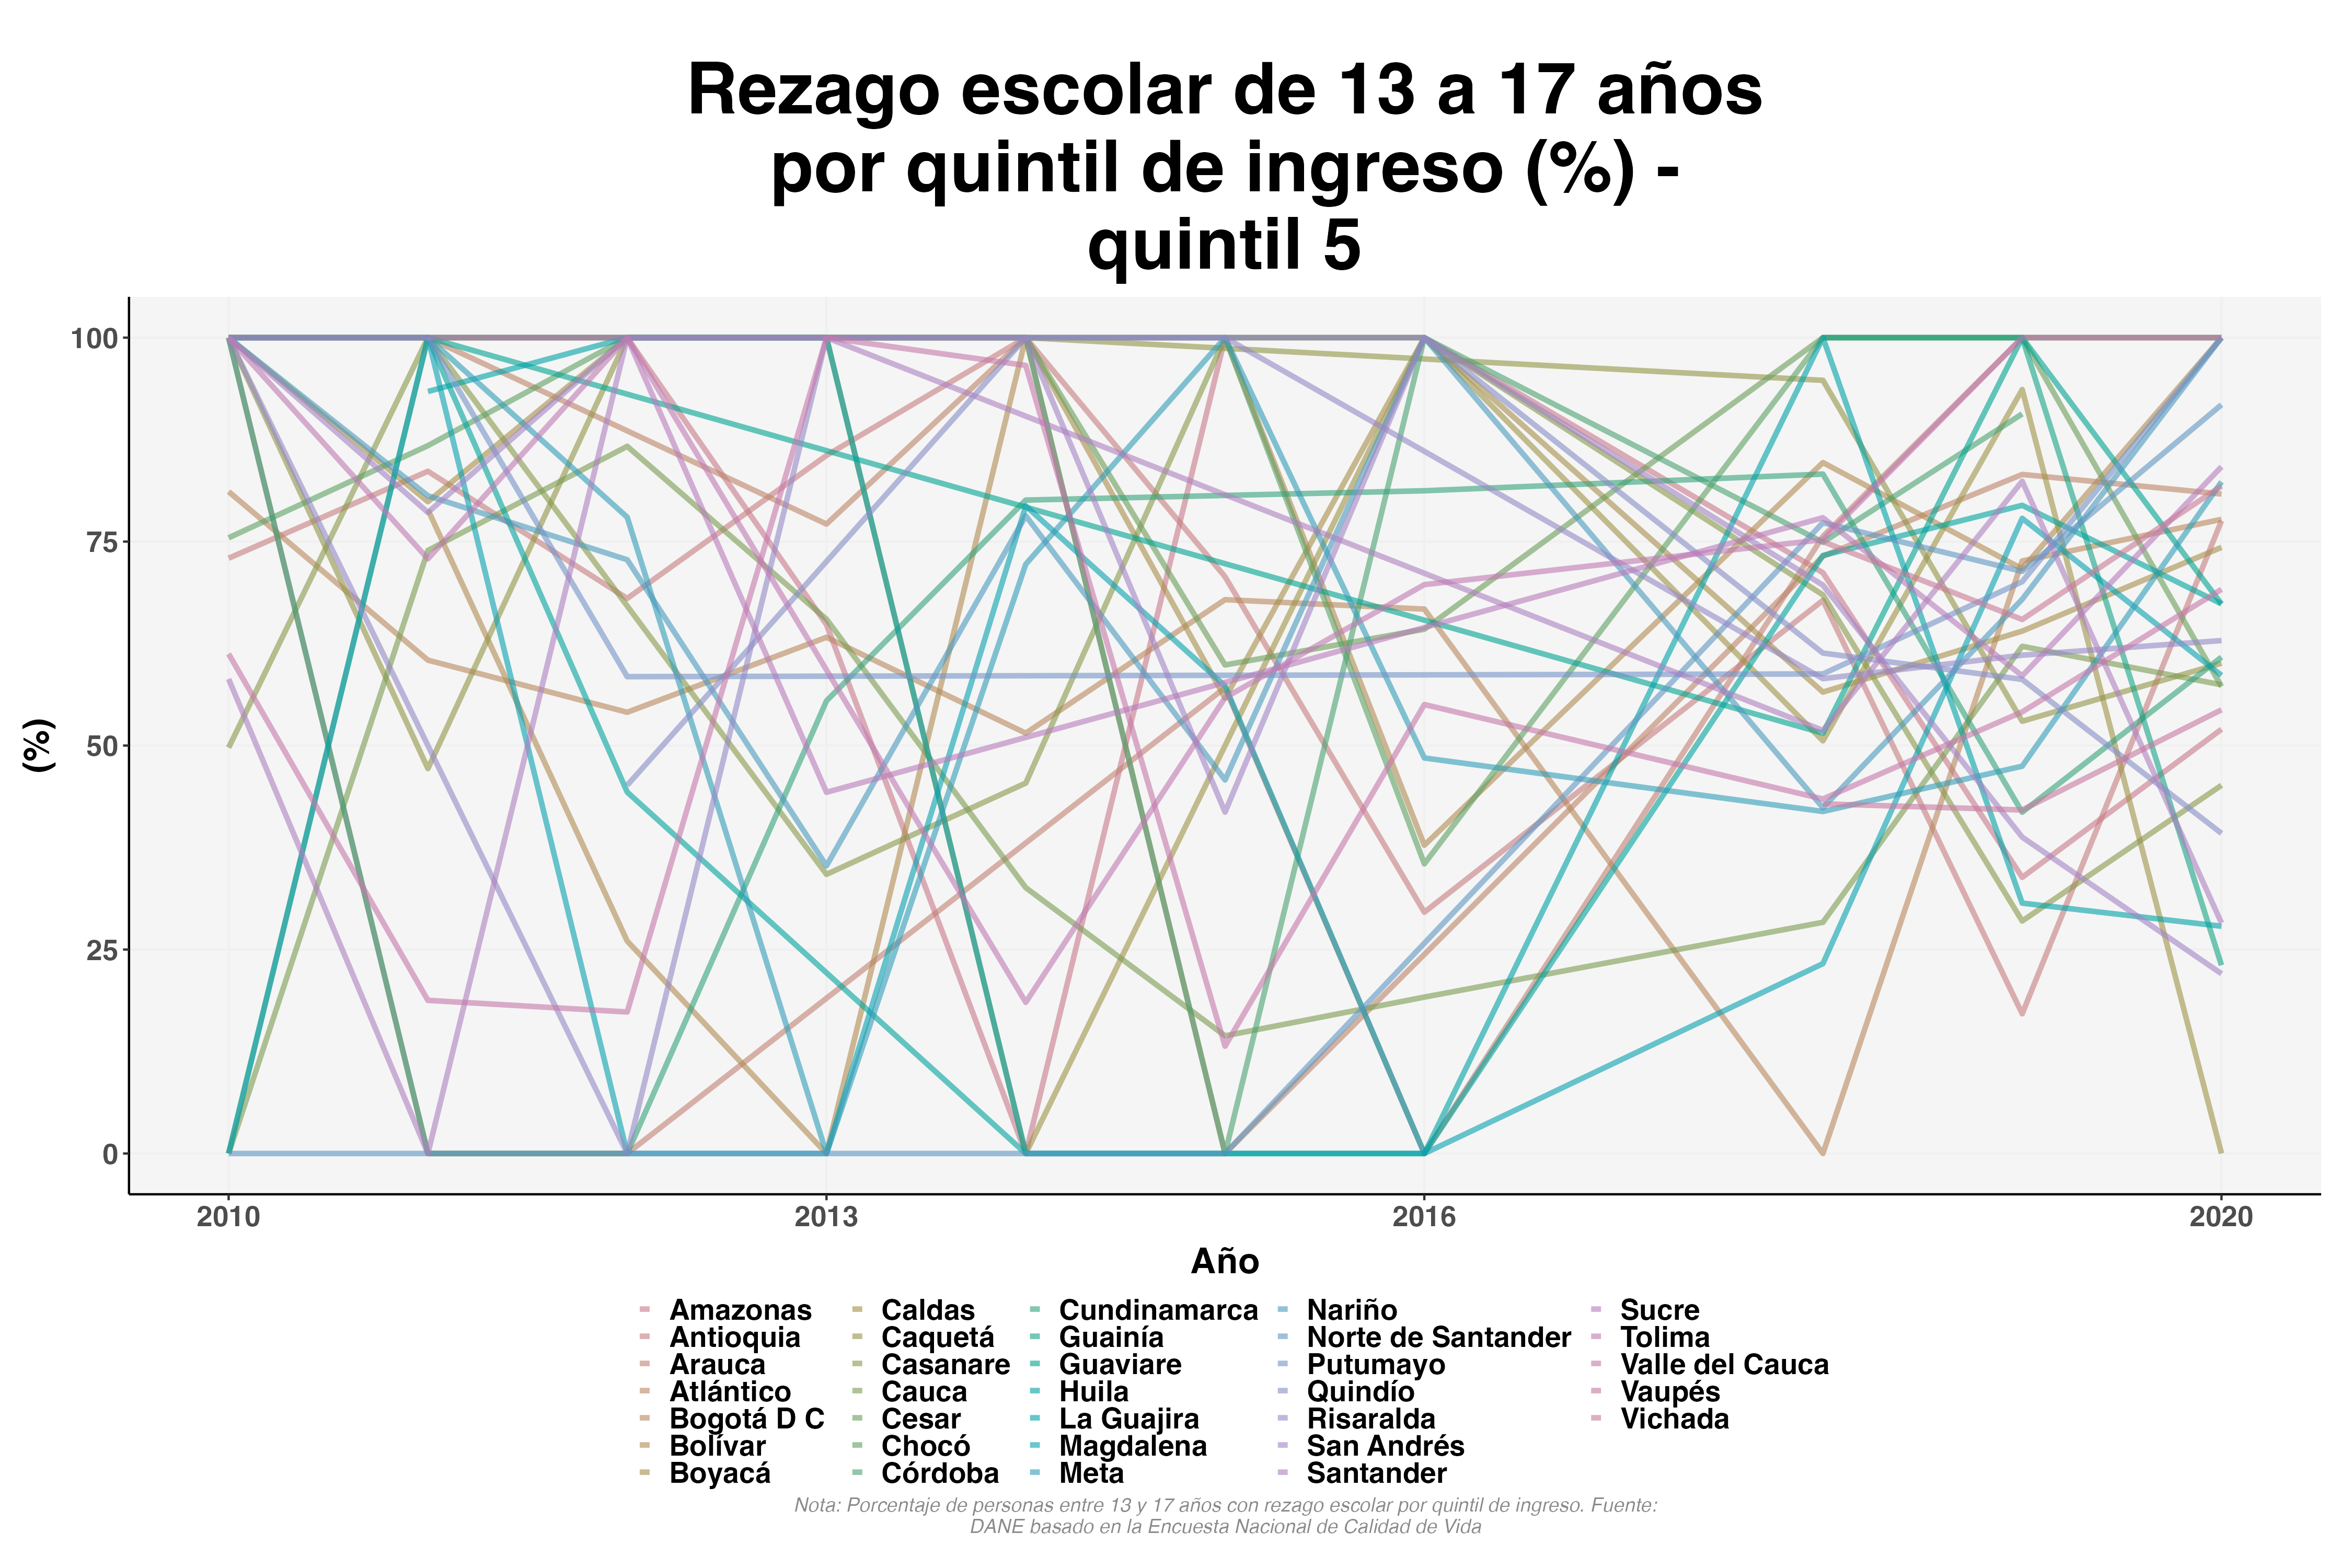 Rezago escolar de 13 a 17 años
por quintil de ingreso (%) -
quintil 5
(%)
100
75
50
25
0
2010 2013 2016 2020
Año
Amazonas Caldas Cundinamarca Nariño Sucre
Antioquia Caquetá Guainía Norte de Santander Tolima
Arauca Casanare Guaviare Putumayo Valle del Cauca
Atlántico Cauca Huila Quindío Vaupés
Bogotá D C Cesar La Guajira Risaralda Vichada
Bolívar Chocó Magdalena San Andrés
Boyacá Córdoba Meta Santander
Nota: Porcentaje de personas entre 13 y 17 años con rezago escolar por quintil de ingreso. Fuente:
DANE basado en la Encuesta Nacional de Calidad de Vida